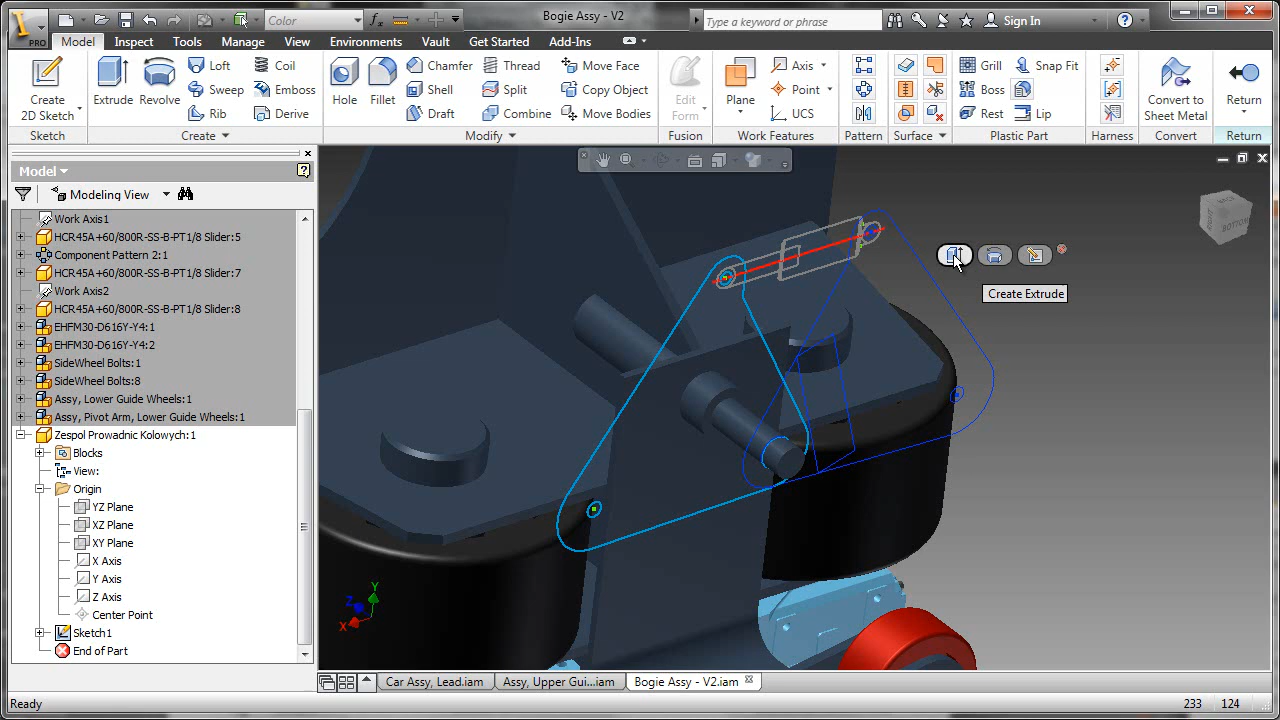 Color
Bogie Assy - V2
Type a keyword or phrase
Sign In
PRO
Model
Inspect
Tools
Manage
View
Environments
Vault
Get Started
Add-Ins
Create
2D Sketch
Sketch
Extrude
Revolve
Loft
Sweep
Rib
Coil
Emboss
Derive
Create
Hole
Fillet
Chamfer
Shell
Draft
Thread
Split
Combine
Move Face
Copy Object
Move Bodies
Modify
Edit
Form
Fusion
Plane
Axis
Point
UCS
Work Features
Pattern
Surface
Grill
Boss
Rest
Snap Fit
Lip
Plastic Part
Harness
Convert to
Sheet Metal
Convert
Return
Return
Model
Modeling View
Work Axis1
HCR45A+60/800R-SS-B-PT1/8 Slider:5
Component Pattern 2:1
HCR45A+60/800R-SS-B-PT1/8 Slider:7
Work Axis2
HCR45A+60/800R-SS-B-PT1/8 Slider:8
EHFM30-D616Y-Y4:1
EHFM30-D616Y-Y4:2
SideWheel Bolts:1
SideWheel Bolts:8
Assy, Lower Guide Wheels:1
Assy, Pivot Arm, Lower Guide Wheels:1
Zespol Prowadnic Kolowych:1
Blocks
View:
Origin
YZ Plane
XZ Plane
XY Plane
X Axis
Y Axis
Z Axis
Center Point
Sketch1
End of Part
BOTTOM
Create Extrude
Y
Z
X
Car Assy, Lead.iam
Assy, Upper Gui...iam
Bogie Assy - V2.iam
Ready
233
124